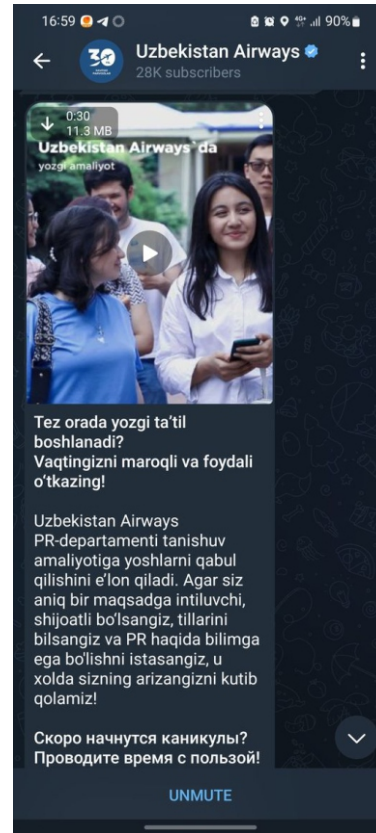 16:59
90%
Uzbekistan Airways
28K subscribers
0:30
11.3 MB
Uzbekistan Airways`da
yozgi amaliyot
Tez orada yozgi ta’til
boshlanadi?
Vaqtingizni maroqli va foydali
o‘tkazing!
Uzbekistan Airways
PR-departamenti tanishuv
amaliyotiga yoshlarni qabul
qilishini e’lon qiladi. Agar siz
aniq bir maqsadga intiluvchi,
shijoatli bo‘lsangiz, tillarini
bilsangiz va PR haqida bilimga
ega bo'lishni istasangiz, u
xolda sizning arizangizni kutib
qolamiz!
Скоро начнутся каникулы?
Проводите время с пользой!
UNMUTE